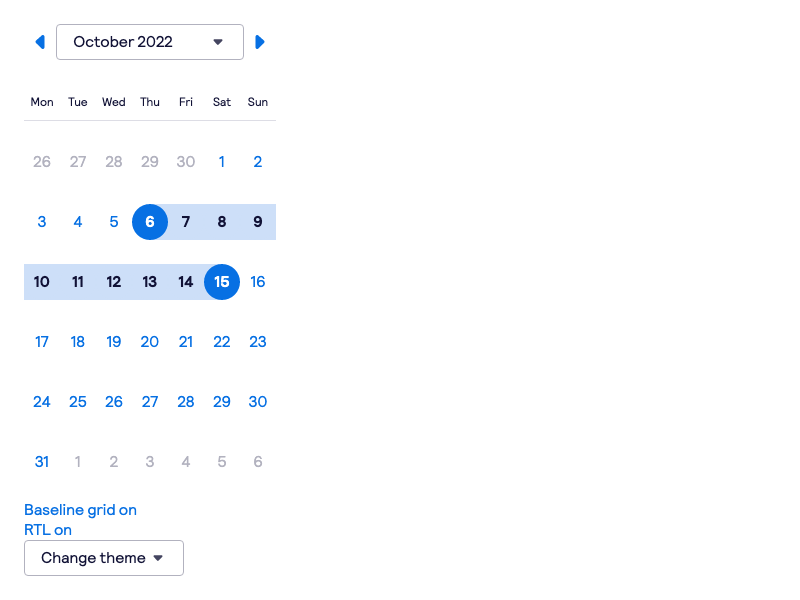 October 2022
Mon Tue Wed Thu Fri Sat Sun
26 27 28 29 30 1 2
3 4 5 6 7 8 9
10 11 12 13 14 15 16
17 18 19 20 21 22 23
24 25 26 27 28 29 30
31 1 2 3 4 5 6
Baseline grid on
RTL on
Change theme